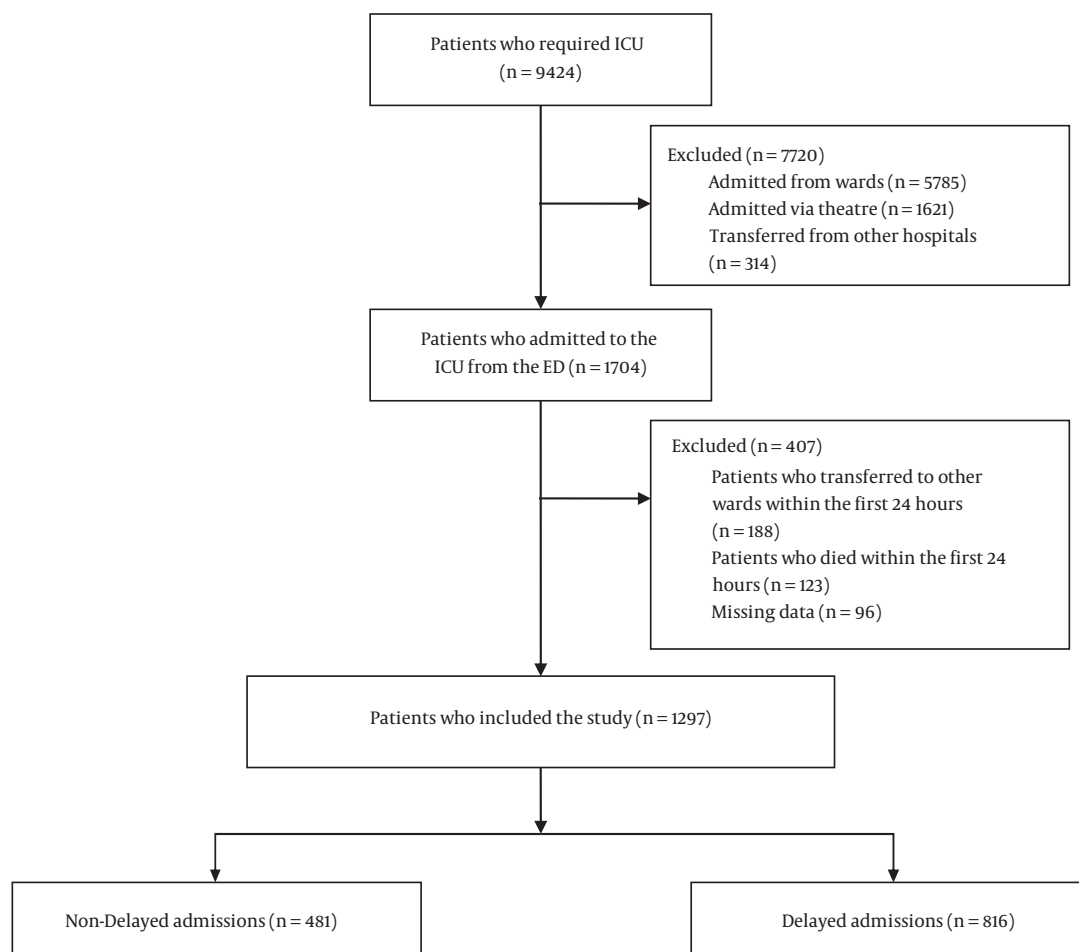 Patients who required ICU
(n = 9424)
Excluded (n = 7720)
Admitted from wards (n = 5785)
Admitted via theatre (n = 1621)
Transferred from other hospitals
(n = 314)
Patients who admitted to the
ICU from the ED (n = 1704)
Excluded (n = 407)
Patients who transferred to other
wards within the first 24 hours
(n = 188)
Patients who died within the first 24
hours (n = 123)
Missing data (n = 96)
Patients who included the study (n = 1297)
Non-Delayed admissions (n = 481)
Delayed admissions (n = 816)